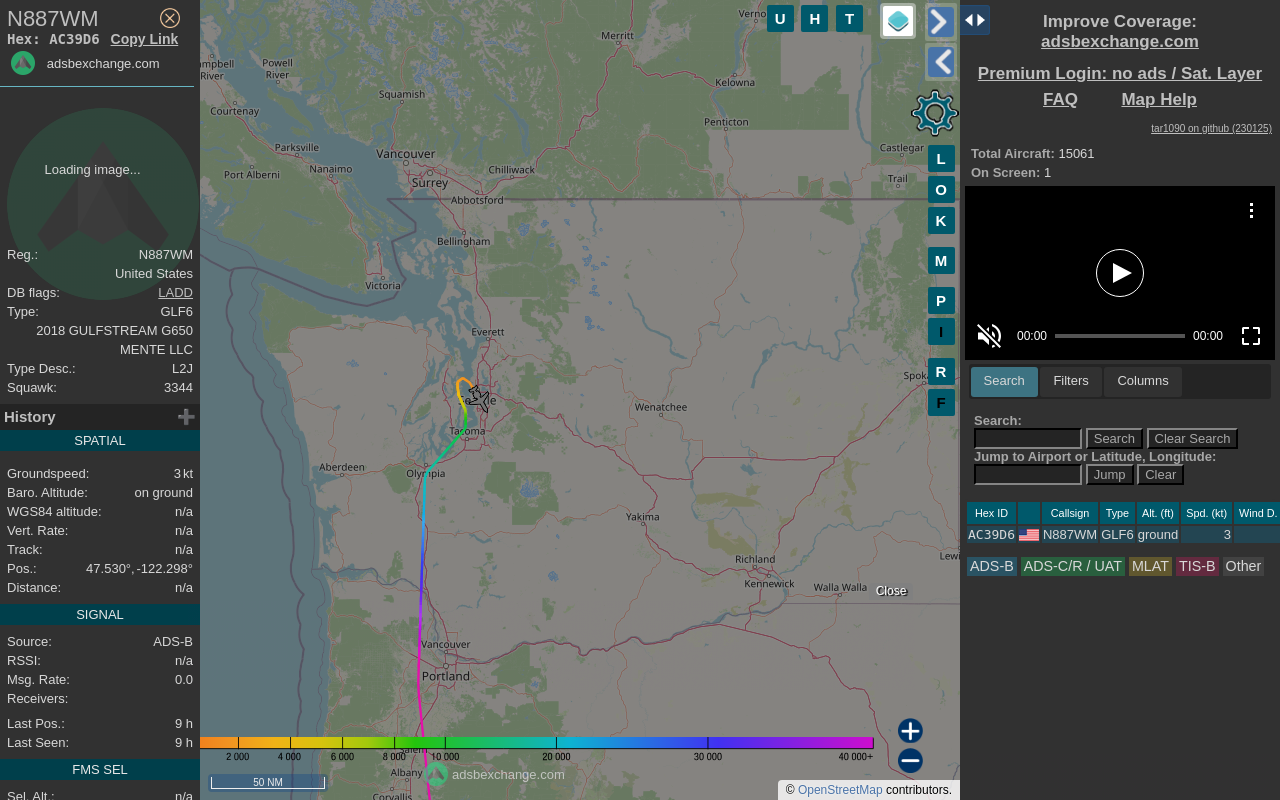 N887WM
Hex: AC39D6 Copy Link
adsbexchange.com
Loading image...
Reg.: N887WM
United States
DB flags: LADD
Type: GLF6
2018 GULFSTREAM G650
MENTE LLC
Type Desc.: L2J
Squawk: 3344
History
SPATIAL
Groundspeed: 3 kt
Baro. Altitude: on ground
WGS84 altitude: n/a
Vert. Rate: n/a
Track: n/a
Pos.: 47.530°, -122.298°
Distance: n/a
SIGNAL
Source: ADS-B
RSSI: n/a
Msg. Rate: 0.0
Receivers:
Last Pos.: 9 h
Last Seen: 9 h
FMS SEL
Sel. Alt.: n/a
Merritt
Powell
River
River
Squamish
Courtenay
Kelowna
Penticton
Parksville
Vancouver
Nanaimo
Port Alberni
Surrey
Chilliwack
Abbotsford
Castlegar
Trail
Bellingham
Victoria
Everett
Wenatchee
Tacoma
Aberdeen
Olympia
Yakima
Richland
Kennewick
Walla Walla
Vancouver
Portland
Albany
Corvallis
U H T
L
O
K
M
P
I
R
F
Close
2 000 4 000 6 000 8 000 10 000 20 000 30 000 40 000+
adsbexchange.com
50 NM
© OpenStreetMap contributors.
Improve Coverage:
adsbexchange.com
Premium Login: no ads / Sat. Layer
FAQ Map Help
tar1090 on github (230125)
Total Aircraft: 15061
On Screen: 1
00:00 00:00
Search Filters Columns
Search:
Search Clear Search
Jump to Airport or Latitude, Longitude:
Jump Clear
Hex ID Callsign Type Alt. (ft) Spd. (kt) Wind D.
AC39D6 N887WM GLF6 ground 3
ADS-B ADS-C/R / UAT MLAT TIS-B Other